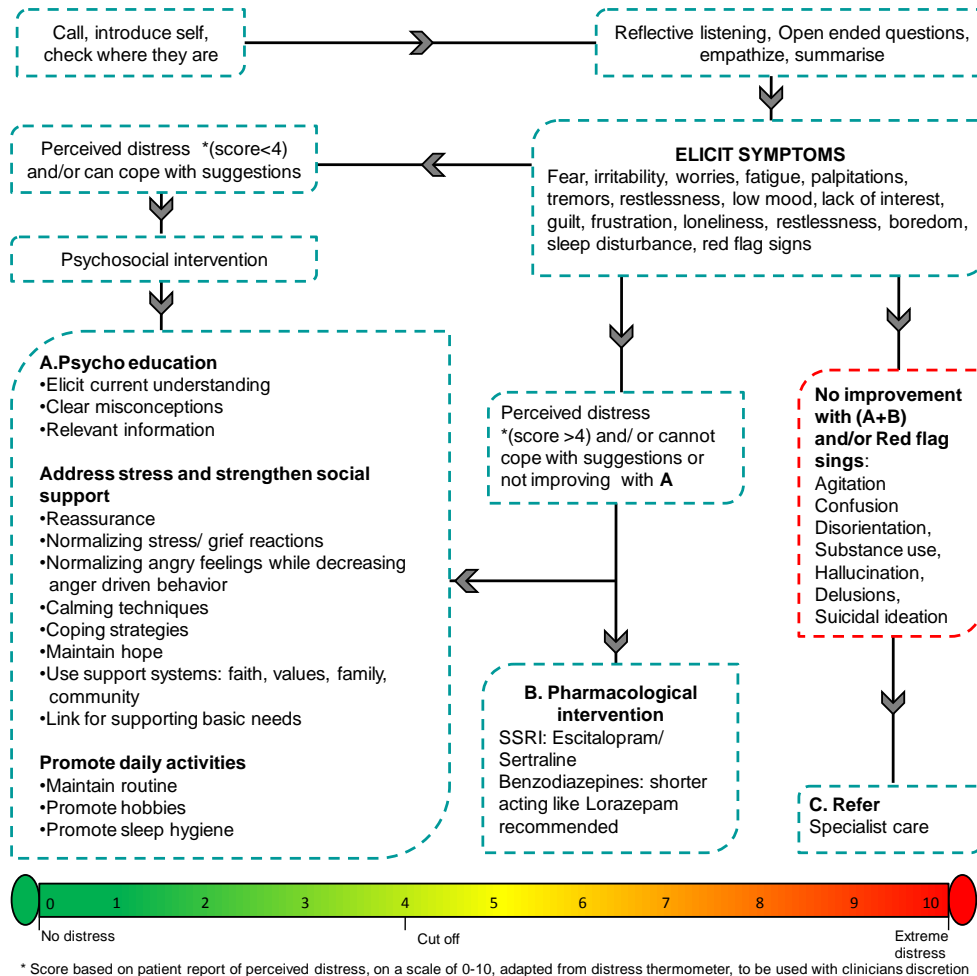 Call, introduce self,
check where they are
Reflective listening, Open ended questions,
empathize, summarise
Perceived distress *(score<4)
and/or can cope with suggestions
ELICIT SYMPTOMS
Fear, irritability, worries, fatigue, palpitations,
tremors, restlessness, low mood, lack of interest,
guilt, frustration, loneliness, restlessness, boredom,
sleep disturbance, red flag signs
Psychosocial intervention
A.Psycho education
•Elicit current understanding
•Clear misconceptions
•Relevant information
Address stress and strengthen social
support
•Reassurance
•Normalizing stress/ grief reactions
•Normalizing angry feelings while decreasing
anger driven behavior
•Calming techniques
•Coping strategies
•Maintain hope
•Use support systems: faith, values, family,
community
•Link for supporting basic needs
Promote daily activities
•Maintain routine
•Promote hobbies
•Promote sleep hygiene
Perceived distress
*(score >4) and/ or cannot
cope with suggestions or
not improving with A
No improvement
with (A+B)
and/or Red flag
sings:
Agitation
Confusion
Disorientation,
Substance use,
Hallucination,
Delusions,
Suicidal ideation
B. Pharmacological
intervention
SSRI: Escitalopram/
Sertraline
Benzodiazepines: shorter
acting like Lorazepam
recommended
C. Refer
Specialist care
0 1 2 3 4 5 6 7 8 9 10
No distress
Cut off
Extreme
distress
* Score based on patient report of perceived distress, on a scale of 0-10, adapted from distress thermometer, to be used with clinicians discretion